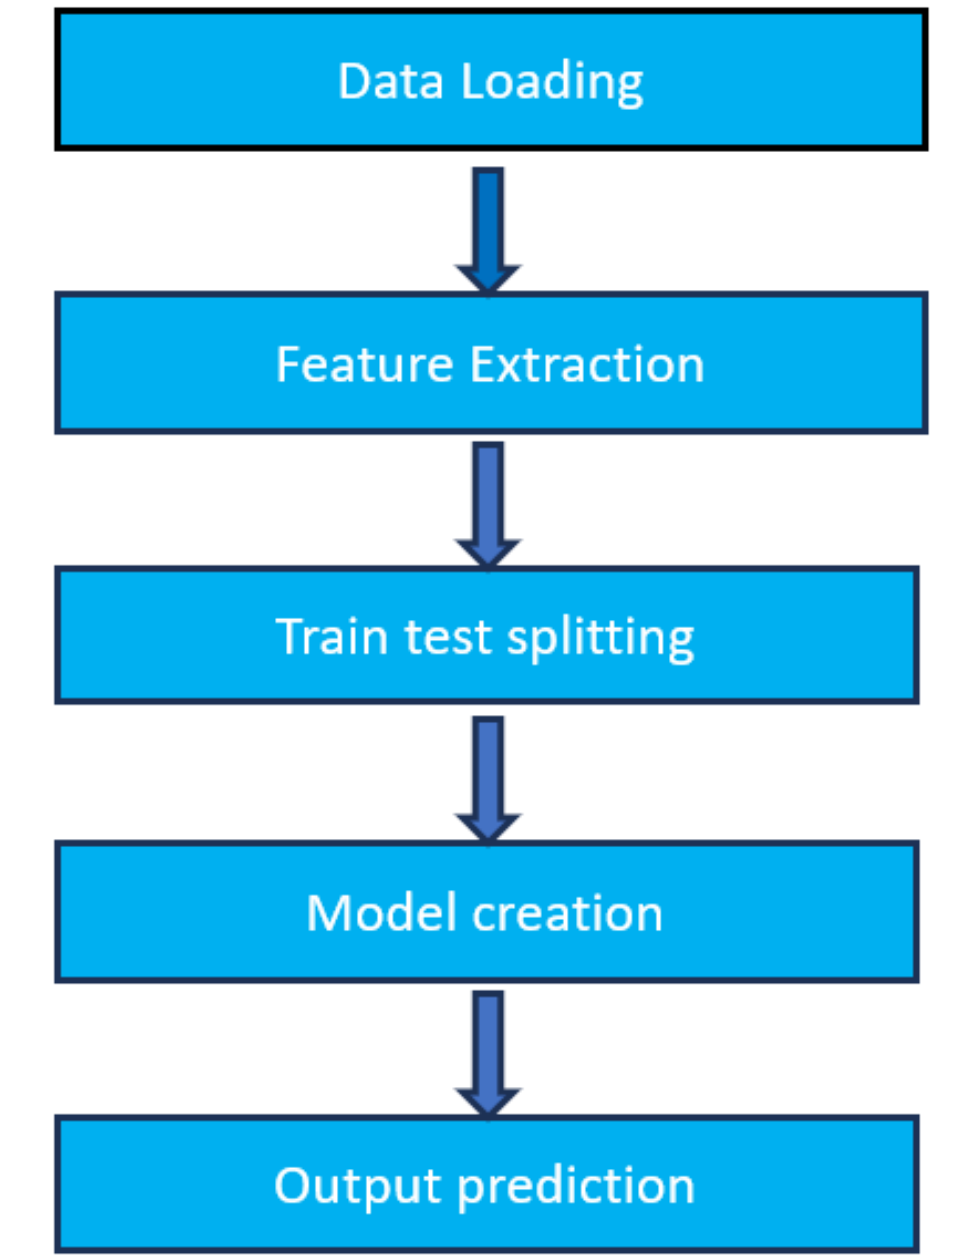 Data Loading
Feature Extraction
Train test splitting
Model creation
Output prediction